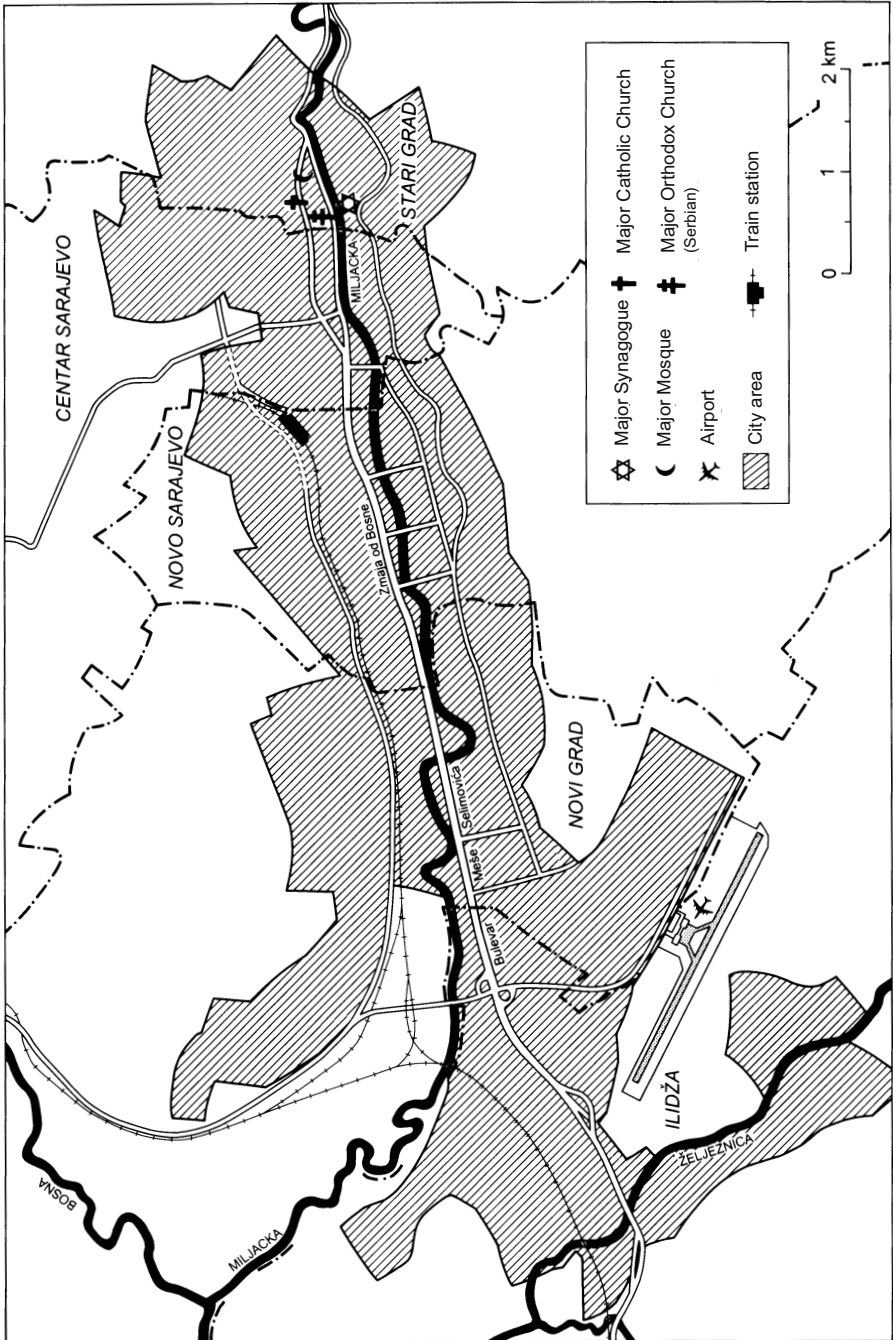 CENTAR SARAJEVO
NOVO SARAJEVO
STARI GRAD
MILJACKA
Zmaja od Bosne
NOVI GRAD
Bulevar Meše Selimovića
ILIDŽA
ŽELJEZNICA
BOSNA
MILJACKA
Major Synagogue
Major Catholic Church
Major Mosque
Major Orthodox Church
(Serbian)
Airport
City area
Train station
0 1 2 km